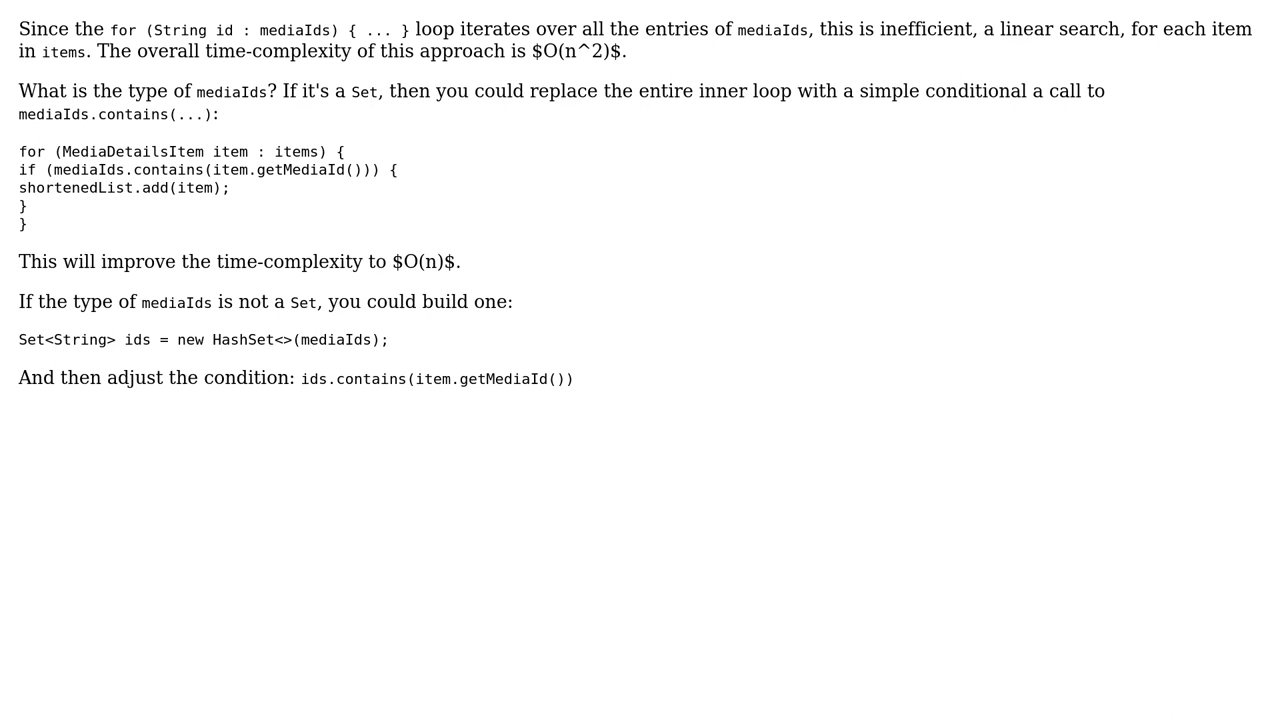 Since the for (String id : mediaIds) { ... } loop iterates over all the entries of mediaIds, this is inefficient, a linear search, for each item
in items. The overall time-complexity of this approach is $O(n^2)$.
What is the type of mediaIds? If it's a Set, then you could replace the entire inner loop with a simple conditional a call to
mediaIds.contains(...):
for (MediaDetailsItem item : items) {
if (mediaIds.contains(item.getMediaId())) {
shortenedList.add(item);
}
}
This will improve the time-complexity to $O(n)$.
If the type of mediaIds is not a Set, you could build one:
Set<String> ids = new HashSet<>(mediaIds);
And then adjust the condition: ids.contains(item.getMediaId())